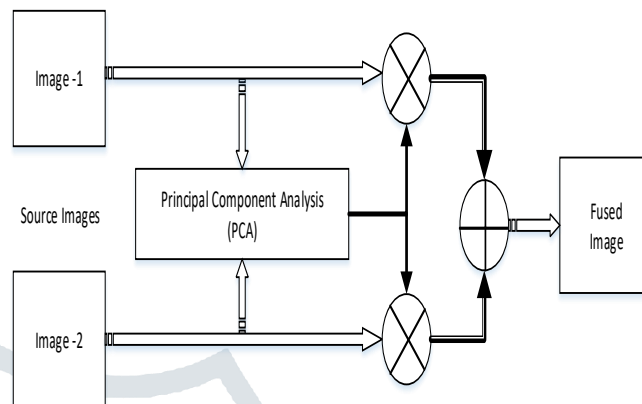 Image -1
Principal Component Analysis
(PCA)
Source Images
Fused
Image
Image -2